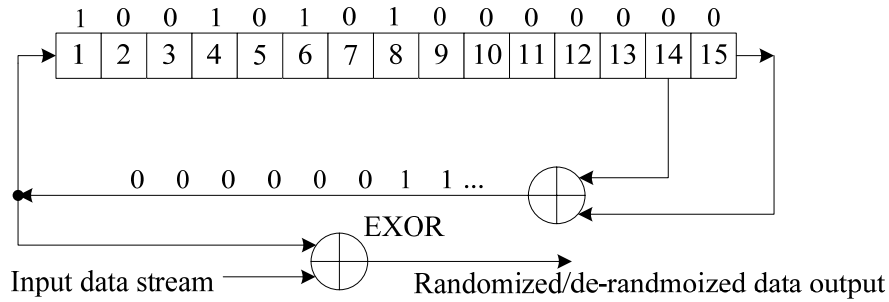 1 0 0 1 0 1 0 1 0 0 0 0 0 0 0
1 2 3 4 5 6 7 8 9 10 11 12 13 14 15
0 0 0 0 0 0 1 1 ...
EXOR
Input data stream
Randomized/de-randmoized data output